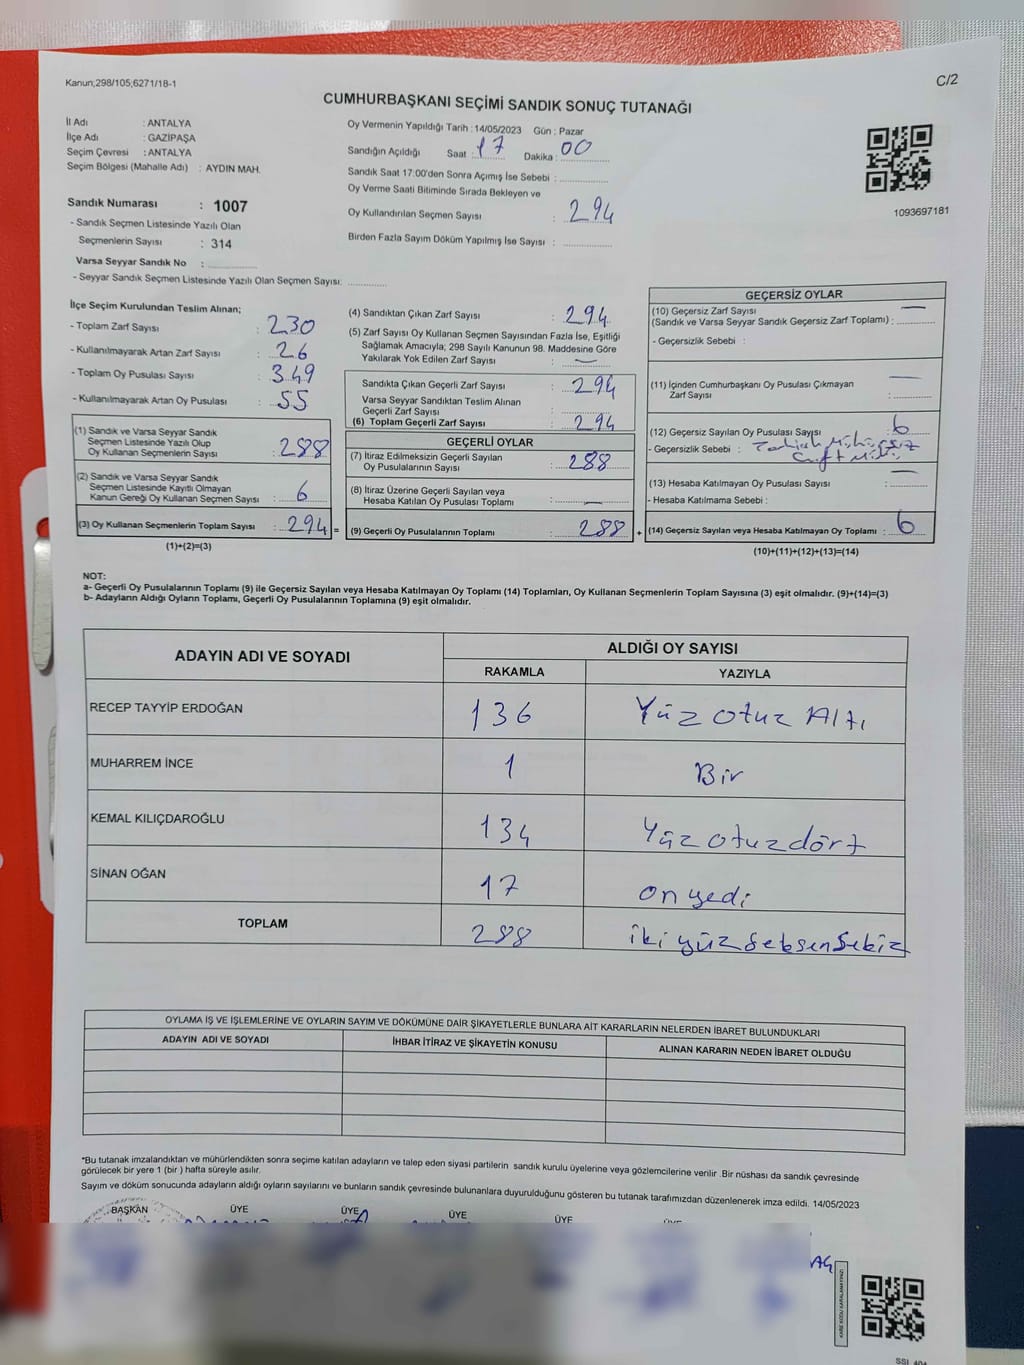 Kanun;298/105;6271/18-1
C/2
CUMHURBAŞKANI SEÇİMİ SANDIK SONUÇ TUTANAĞI
İl Adı : ANTALYA
İlçe Adı : GAZİPAŞA
Seçim Çevresi : ANTALYA
Seçim Bölgesi (Mahalle Adı) : AYDIN MAH.
Sandık Numarası : 1007
- Sandık Seçmen Listesinde Yazılı Olan
Seçmenlerin Sayısı : 314
Varsa Seyyar Sandık No :
- Seyyar Sandık Seçmen Listesinde Yazılı Olan Seçmen Sayısı:
Oy Vermenin Yapıldığı Tarih : 14/05/2023 Gün : Pazar
Sandığın Açıldığı Saat : 17 Dakika : 00
Sandık Saat 17:00'den Sonra Açımış İse Sebebi :
Oy Verme Saati Bitiminde Sırada Bekleyen ve
Oy Kullandırılan Seçmen Sayısı : 294
Birden Fazla Sayım Döküm Yapılmış İse Sayısı :
1093697181
İlçe Seçim Kurulundan Teslim Alınan;
- Toplam Zarf Sayısı : 230
- Kullanılmayarak Artan Zarf Sayısı : 26
- Toplam Oy Pusulası Sayısı : 349
- Kullanılmayarak Artan Oy Pusulası : 55
(1) Sandık ve Varsa Seyyar Sandık
Seçmen Listesinde Yazılı Olup
Oy Kullanan Seçmenlerin Sayısı : 288
(2) Sandık ve Varsa Seyyar Sandık
Seçmen Listesinde Kayıtlı Olmayan
Kanun Gereği Oy Kullanan Seçmen Sayısı : 6
(3) Oy Kullanan Seçmenlerin Toplam Sayısı : 294 =
(1)+(2)=(3)
(4) Sandıktan Çıkan Zarf Sayısı : 294
(5) Zarf Sayısı Oy Kullanan Seçmen Sayısından Fazla İse, Eşitliği
Sağlamak Amacıyla; 298 Sayılı Kanunun 98. Maddesine Göre
Yakılarak Yok Edilen Zarf Sayısı : —
Sandıkta Çıkan Geçerli Zarf Sayısı : 294
Varsa Seyyar Sandıktan Teslim Alınan
Geçerli Zarf Sayısı :
(6) Toplam Geçerli Zarf Sayısı : 294
GEÇERLİ OYLAR
(7) İtiraz Edilmeksizin Geçerli Sayılan
Oy Pusulalarının Sayısı : 288
(8) İtiraz Üzerine Geçerli Sayılan veya
Hesaba Katılan Oy Pusulası Toplamı : —
(9) Geçerli Oy Pusulalarının Toplamı : 288 +
GEÇERSİZ OYLAR
(10) Geçersiz Zarf Sayısı —
(Sandık ve Varsa Seyyar Sandık Geçersiz Zarf Toplamı) :
- Geçersizlik Sebebi :
(11) İçinden Cumhurbaşkanı Oy Pusulası Çıkmayan —
Zarf Sayısı :
(12) Geçersiz Sayılan Oy Pusulası Sayısı : 6
- Geçersizlik Sebebi :
Çift Mühür
(13) Hesaba Katılmayan Oy Pusulası Sayısı : —
- Hesaba Katılmama Sebebi :
(14) Geçersiz Sayılan veya Hesaba Katılmayan Oy Toplamı : 6
(10)+(11)+(12)+(13)=(14)
NOT:
a- Geçerli Oy Pusulalarının Toplamı (9) ile Geçersiz Sayılan veya Hesaba Katılmayan Oy Toplamı (14) Toplamları, Oy Kullanan Seçmenlerin Toplam Sayısına (3) eşit olmalıdır. (9)+(14)=(3)
b- Adayların Aldığı Oyların Toplamı, Geçerli Oy Pusulalarının Toplamına (9) eşit olmalıdır.
ADAYIN ADI VE SOYADI
ALDIĞI OY SAYISI
RAKAMLA YAZIYLA
RECEP TAYYİP ERDOĞAN 136 Yüz otuz Altı
MUHARREM İNCE 1 Bir
KEMAL KILIÇDAROĞLU 134 Yüz otuz dört
SİNAN OĞAN 17 on yedi
TOPLAM 288 iki yüz seksen sekiz
OYLAMA İŞ VE İŞLEMLERİNE VE OYLARIN SAYIM VE DÖKÜMÜNE DAİR ŞİKAYETLERLE BUNLARA AİT KARARLARIN NELERDEN İBARET BULUNDUKLARI
ADAYIN ADI VE SOYADI İHBAR İTİRAZ VE ŞİKAYETİN KONUSU ALINAN KARARIN NEDEN İBARET OLDUĞU
*Bu tutanak imzalandıktan ve mühürlendikten sonra seçime katılan adayların ve talep eden siyasi partilerin sandık kurulu üyelerine veya gözlemcilerine verilir .Bir nüshası da sandık çevresinde
görülecek bir yere 1 (bir ) hafta süreyle asılır.
Sayım ve döküm sonucunda adayların aldığı oyların sayılarını ve bunların sandık çevresinde bulunanlara duyurulduğunu gösteren bu tutanak tarafımızdan düzenlenerek imza edildi. 14/05/2023
BAŞKAN ÜYE ÜYE ÜYE ÜYE